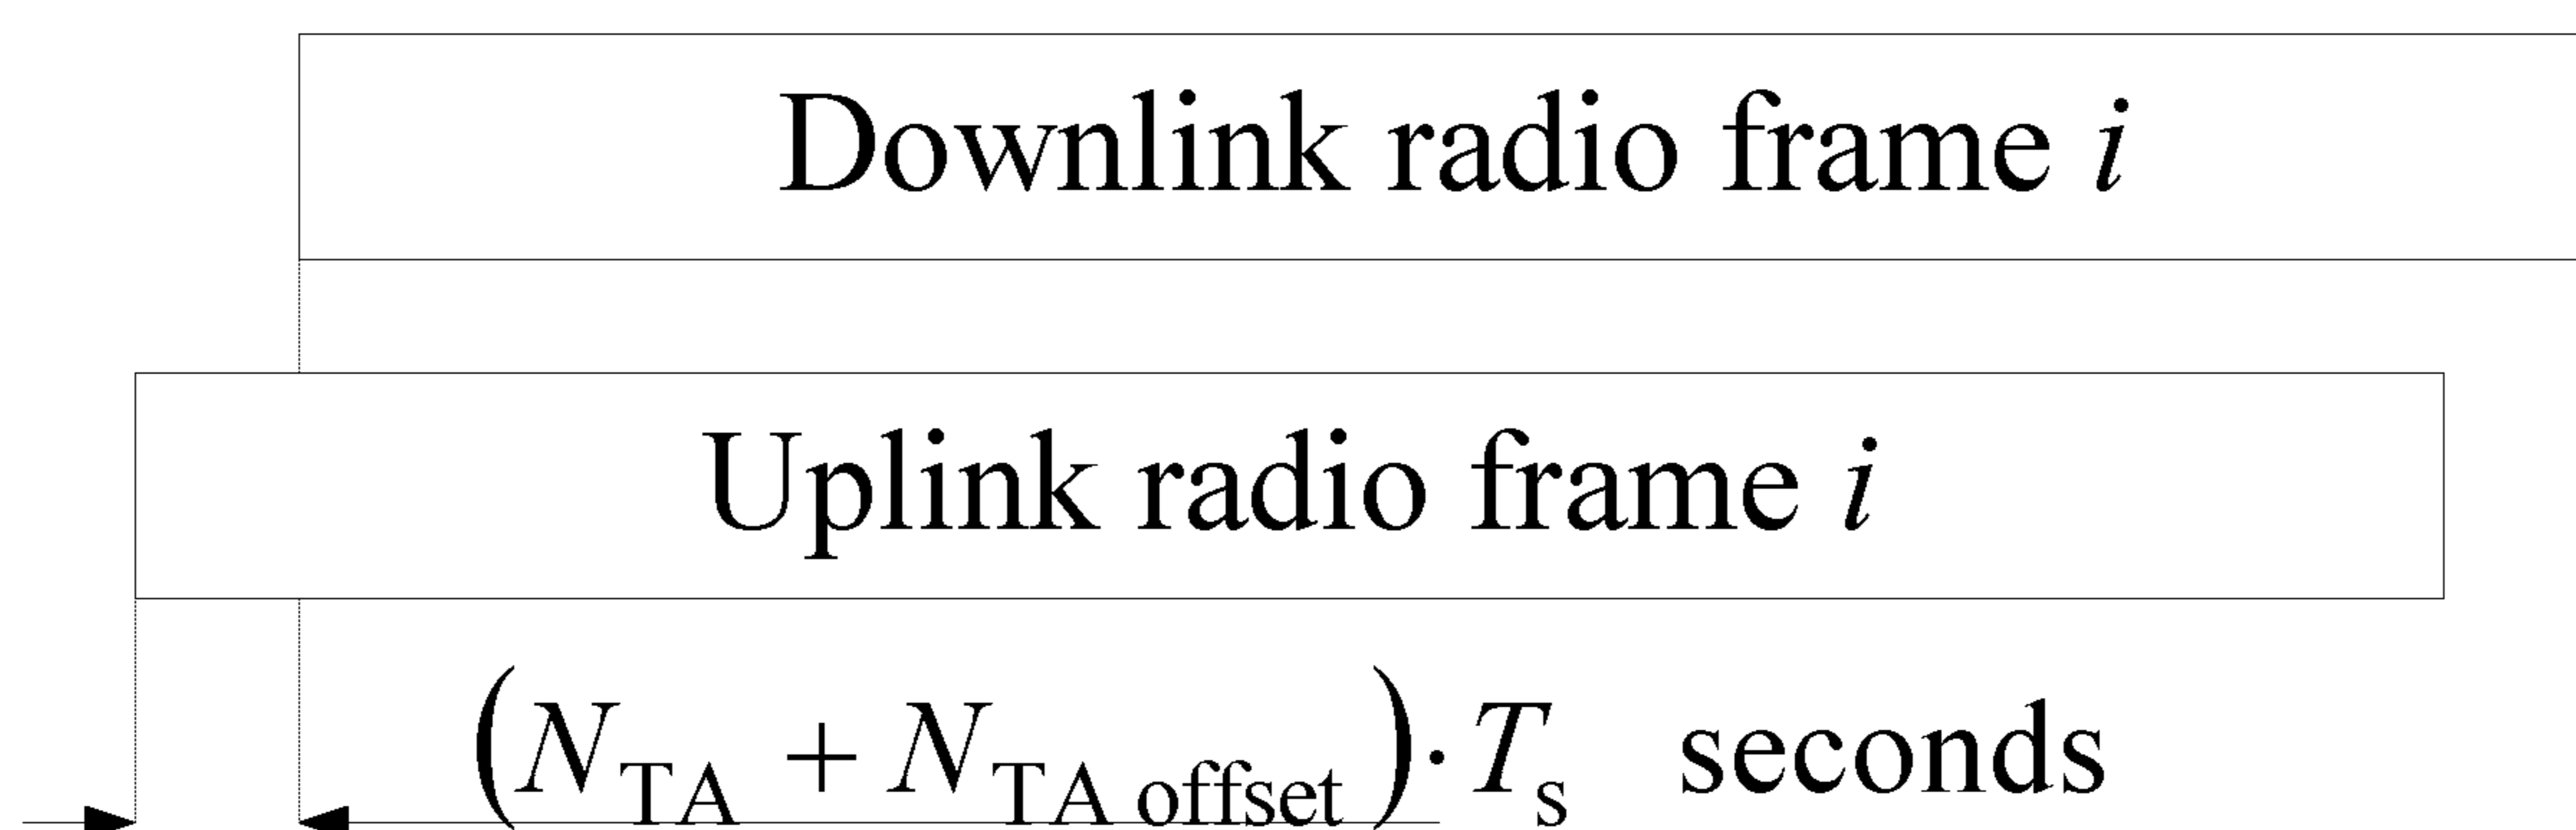 Downlink radio frame i
Uplink radio frame i
(N_TA + N_TA offset) · T_s seconds